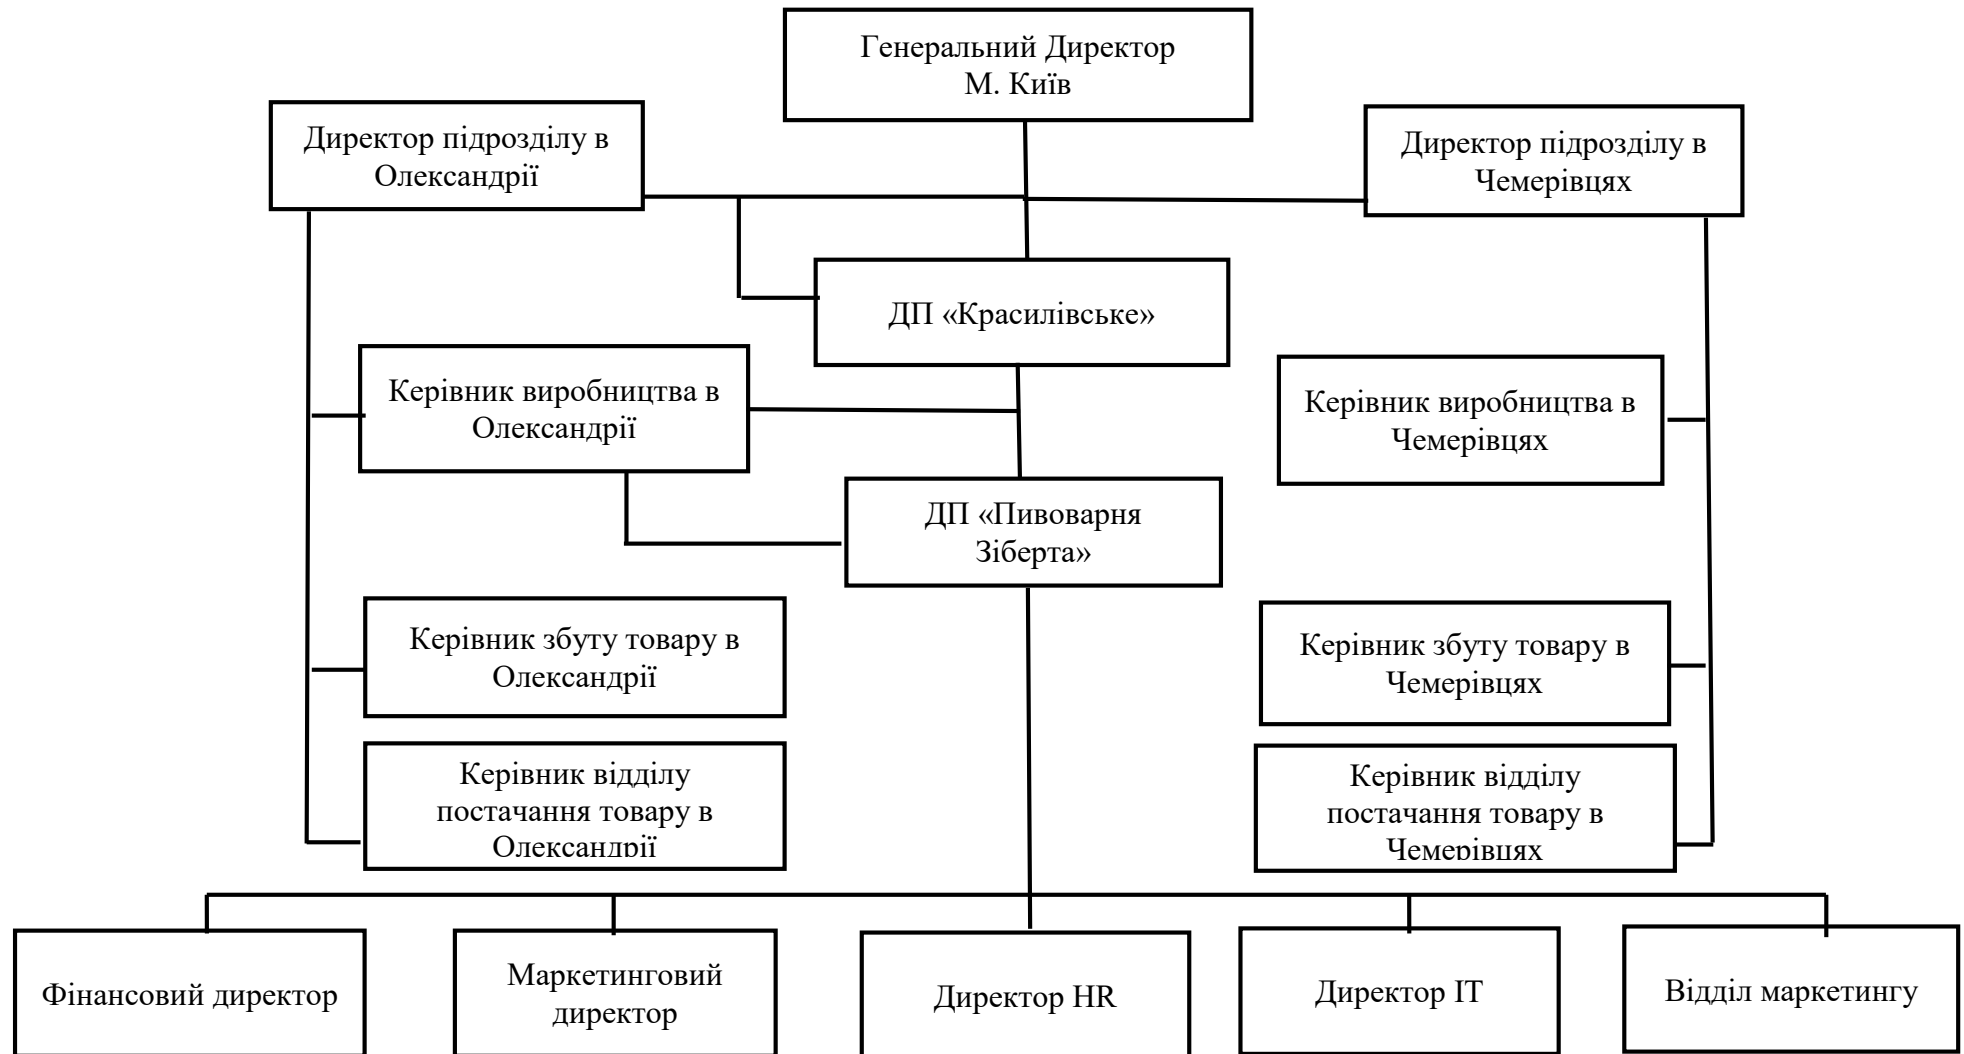 Генеральний Директор
М. Київ
Директор підрозділу в
Олександрії
Директор підрозділу в
Чемерівцях
ДП «Красилівське»
Керівник виробництва в
Олександрії
Керівник виробництва в
Чемерівцях
ДП «Пивоварня
Зіберта»
Керівник збуту товару в
Олександрії
Керівник збуту товару в
Чемерівцях
Керівник відділу
постачання товару в
Олександрії
Керівник відділу
постачання товару в
Чемерівцях
Фінансовий директор
Маркетинговий
директор
Директор HR
Директор IT
Відділ маркетингу